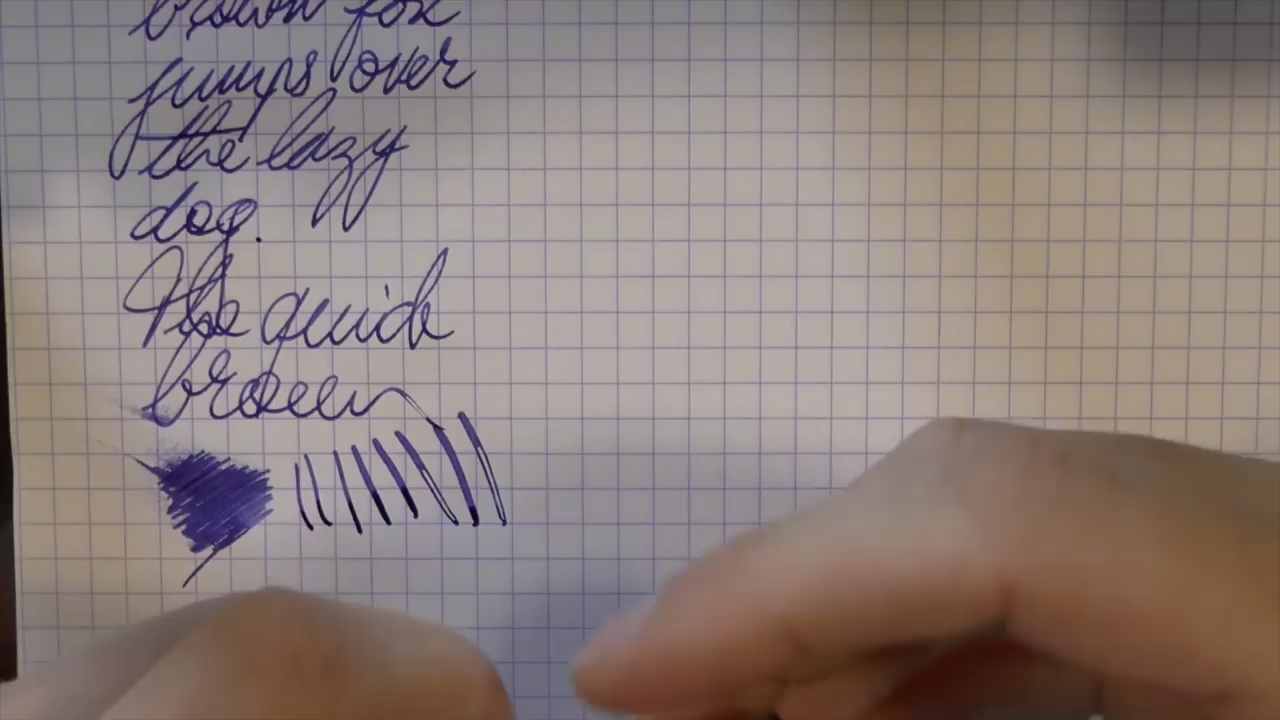 brown fox
jumps over
the lazy
dog.
The quick
brown